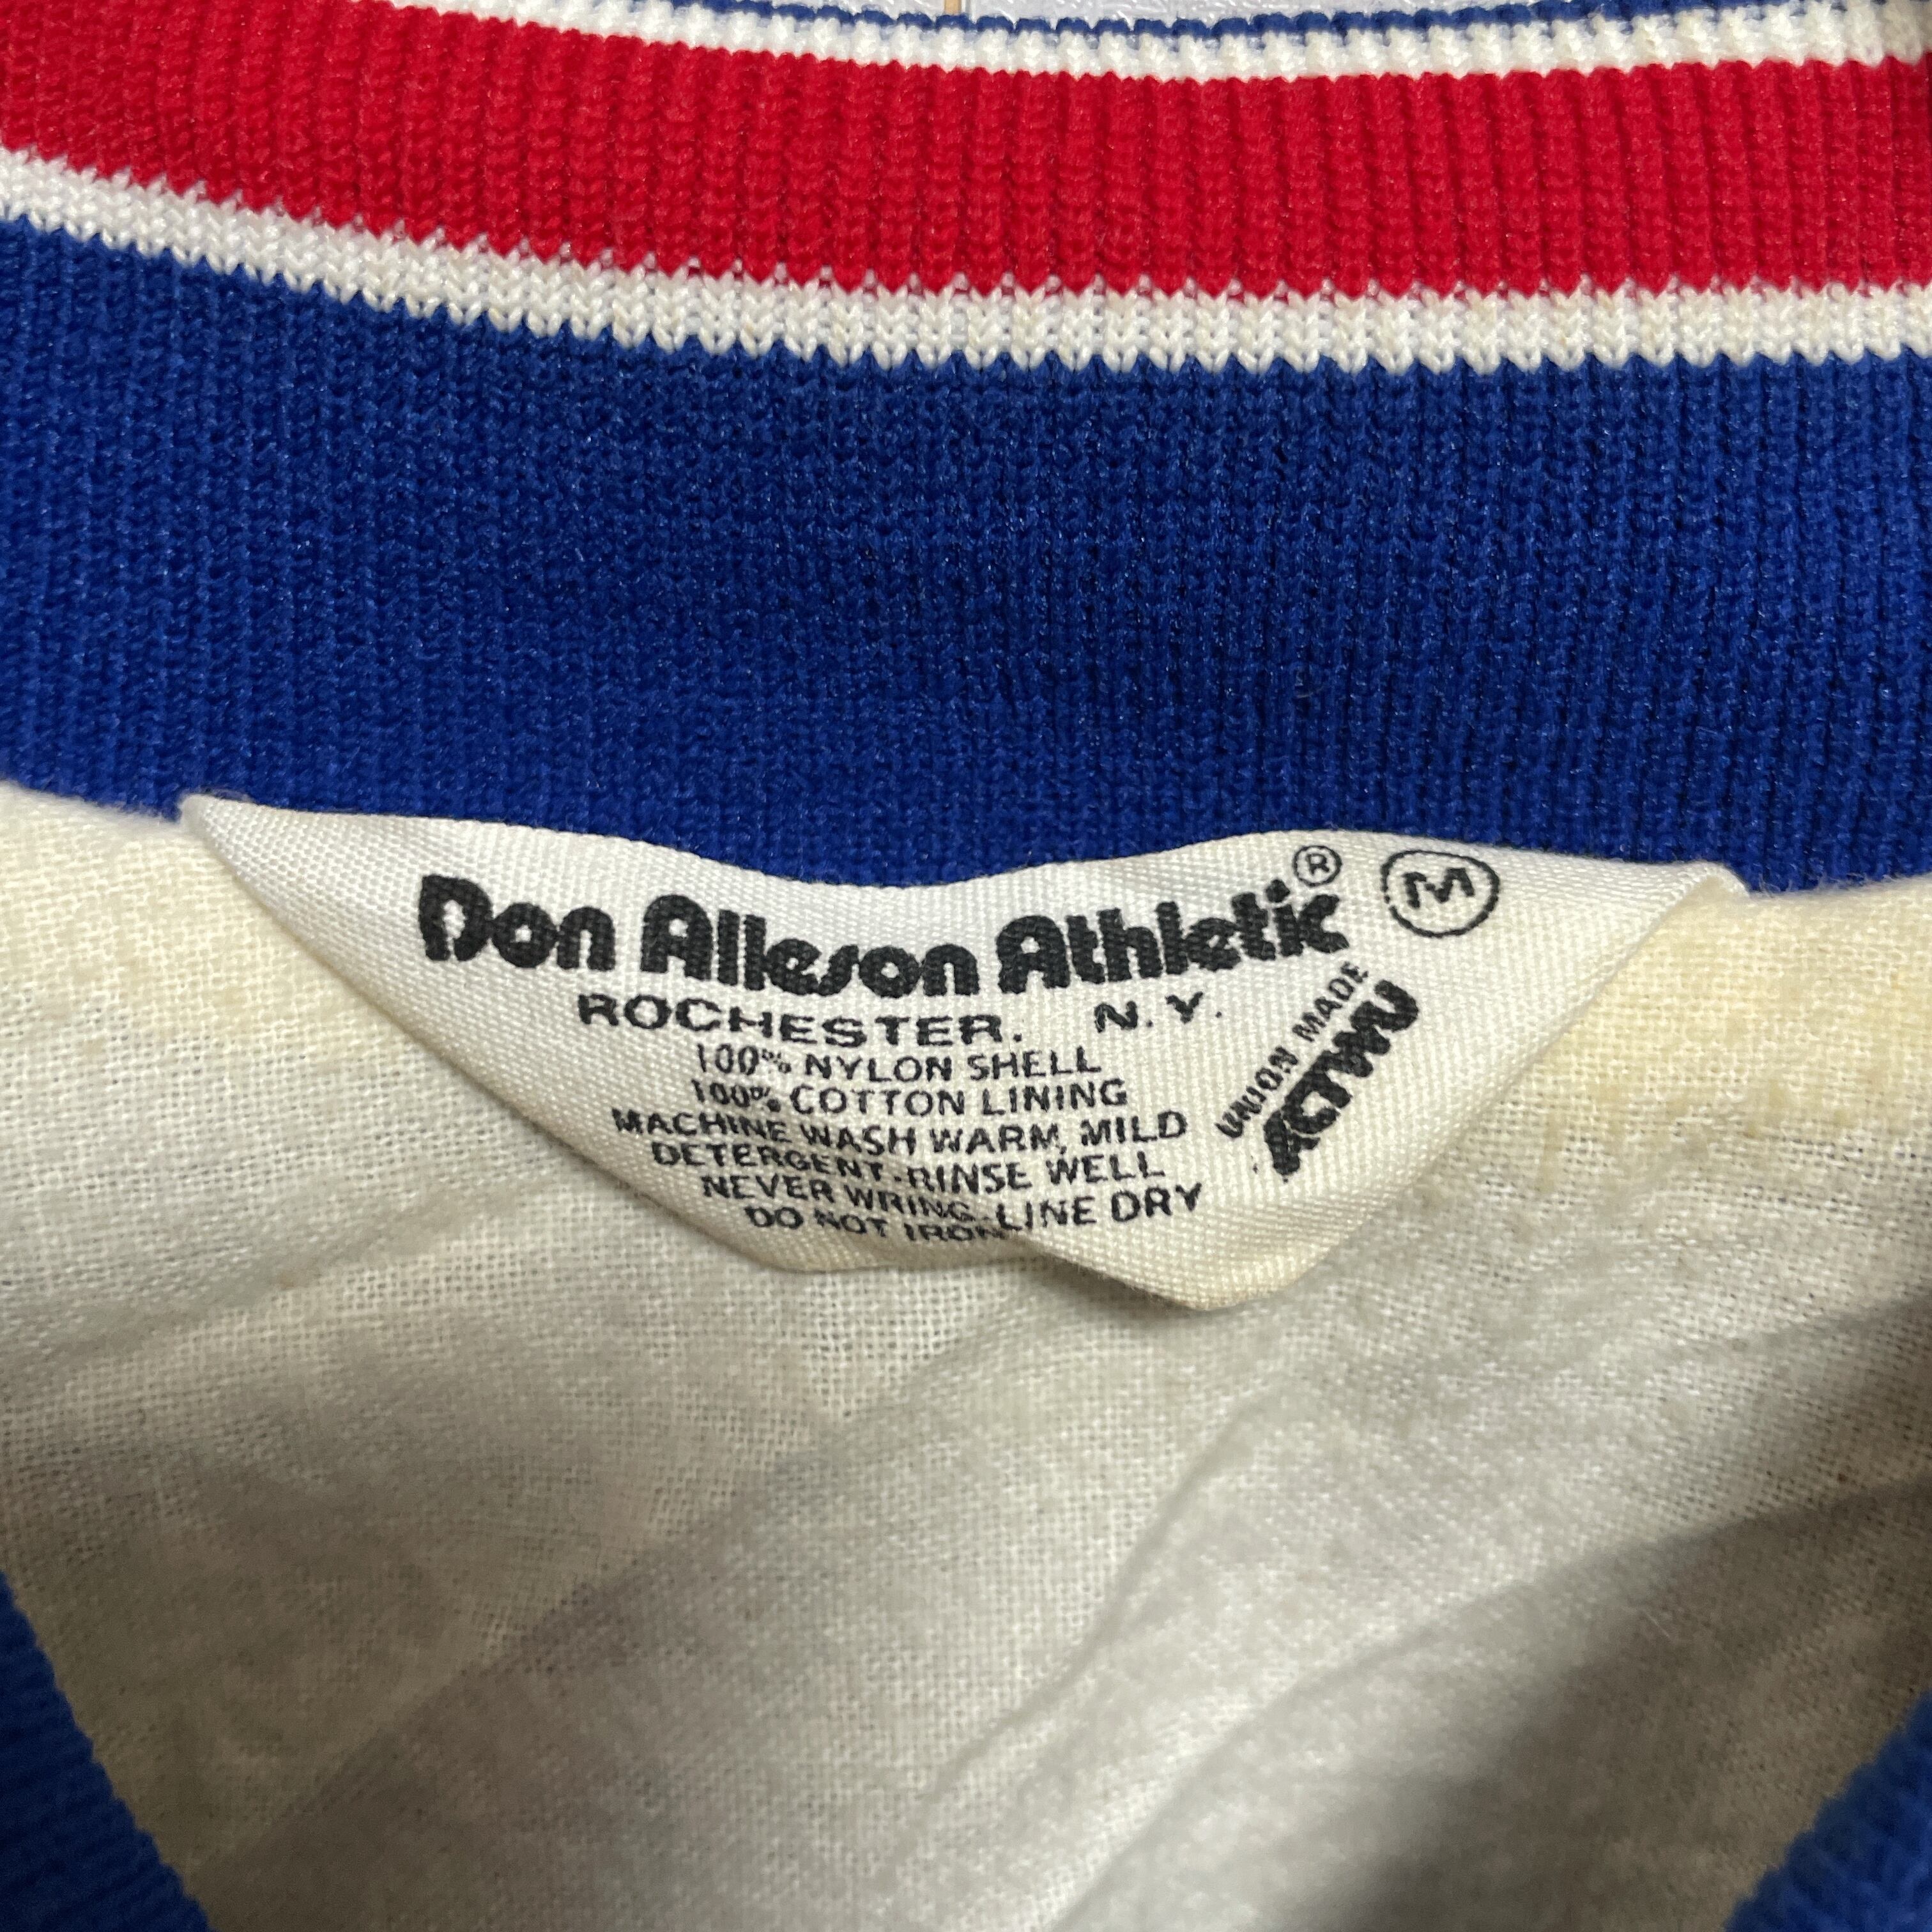 Don Alleson Athletic® M
ROCHESTER. N.Y.
100% NYLON SHELL
100% COTTON LINING
MACHINE WASH WARM, MILD
DETERGENT-RINSE WELL
NEVER WRING-LINE DRY
DO NOT IRON
UNION MADE
ACTWU